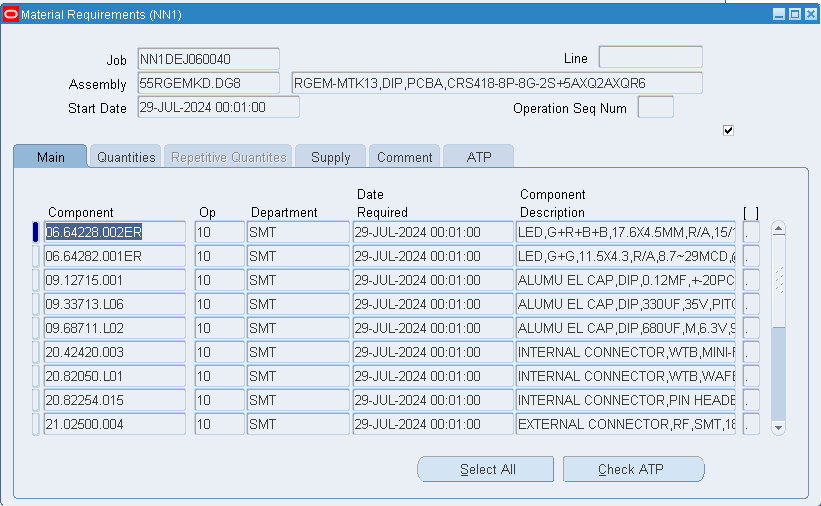 Material Requirements (NN1)
Job NN1DEJ060040 Line
Assembly 55RGEMKD.DG8 RGEM-MTK13,DIP,PCBA,CRS418-8P-8G-2S+5AXQ2AXQR6
Start Date 29-JUL-2024 00:01:00 Operation Seq Num
Main Quantities Repetitive Quantites Supply Comment ATP
Date Component
Component Op Department Required Description [ ]
06.64228.002ER 10 SMT 29-JUL-2024 00:01:00 LED,G+R+B+B,17.6X4.5MM,R/A,15/1 .
06.64282.001ER 10 SMT 29-JUL-2024 00:01:00 LED,G+G,11.5X4.3,R/A,8.7~29MCD,@ .
09.12715.001 10 SMT 29-JUL-2024 00:01:00 ALUMU EL CAP,DIP,0.12MF,+-20PC .
09.33713.L06 10 SMT 29-JUL-2024 00:01:00 ALUMU EL CAP,DIP,330UF,35V,PITC .
09.68711.L02 10 SMT 29-JUL-2024 00:01:00 ALUMU EL CAP,DIP,680UF,M,6.3V,9 .
20.42420.003 10 SMT 29-JUL-2024 00:01:00 INTERNAL CONNECTOR,WTB,MINI-F .
20.82050.L01 10 SMT 29-JUL-2024 00:01:00 INTERNAL CONNECTOR,WTB,WAFE .
20.82254.015 10 SMT 29-JUL-2024 00:01:00 INTERNAL CONNECTOR,PIN HEADE .
21.02500.004 10 SMT 29-JUL-2024 00:01:00 EXTERNAL CONNECTOR,RF,SMT,18 .
Select All Check ATP